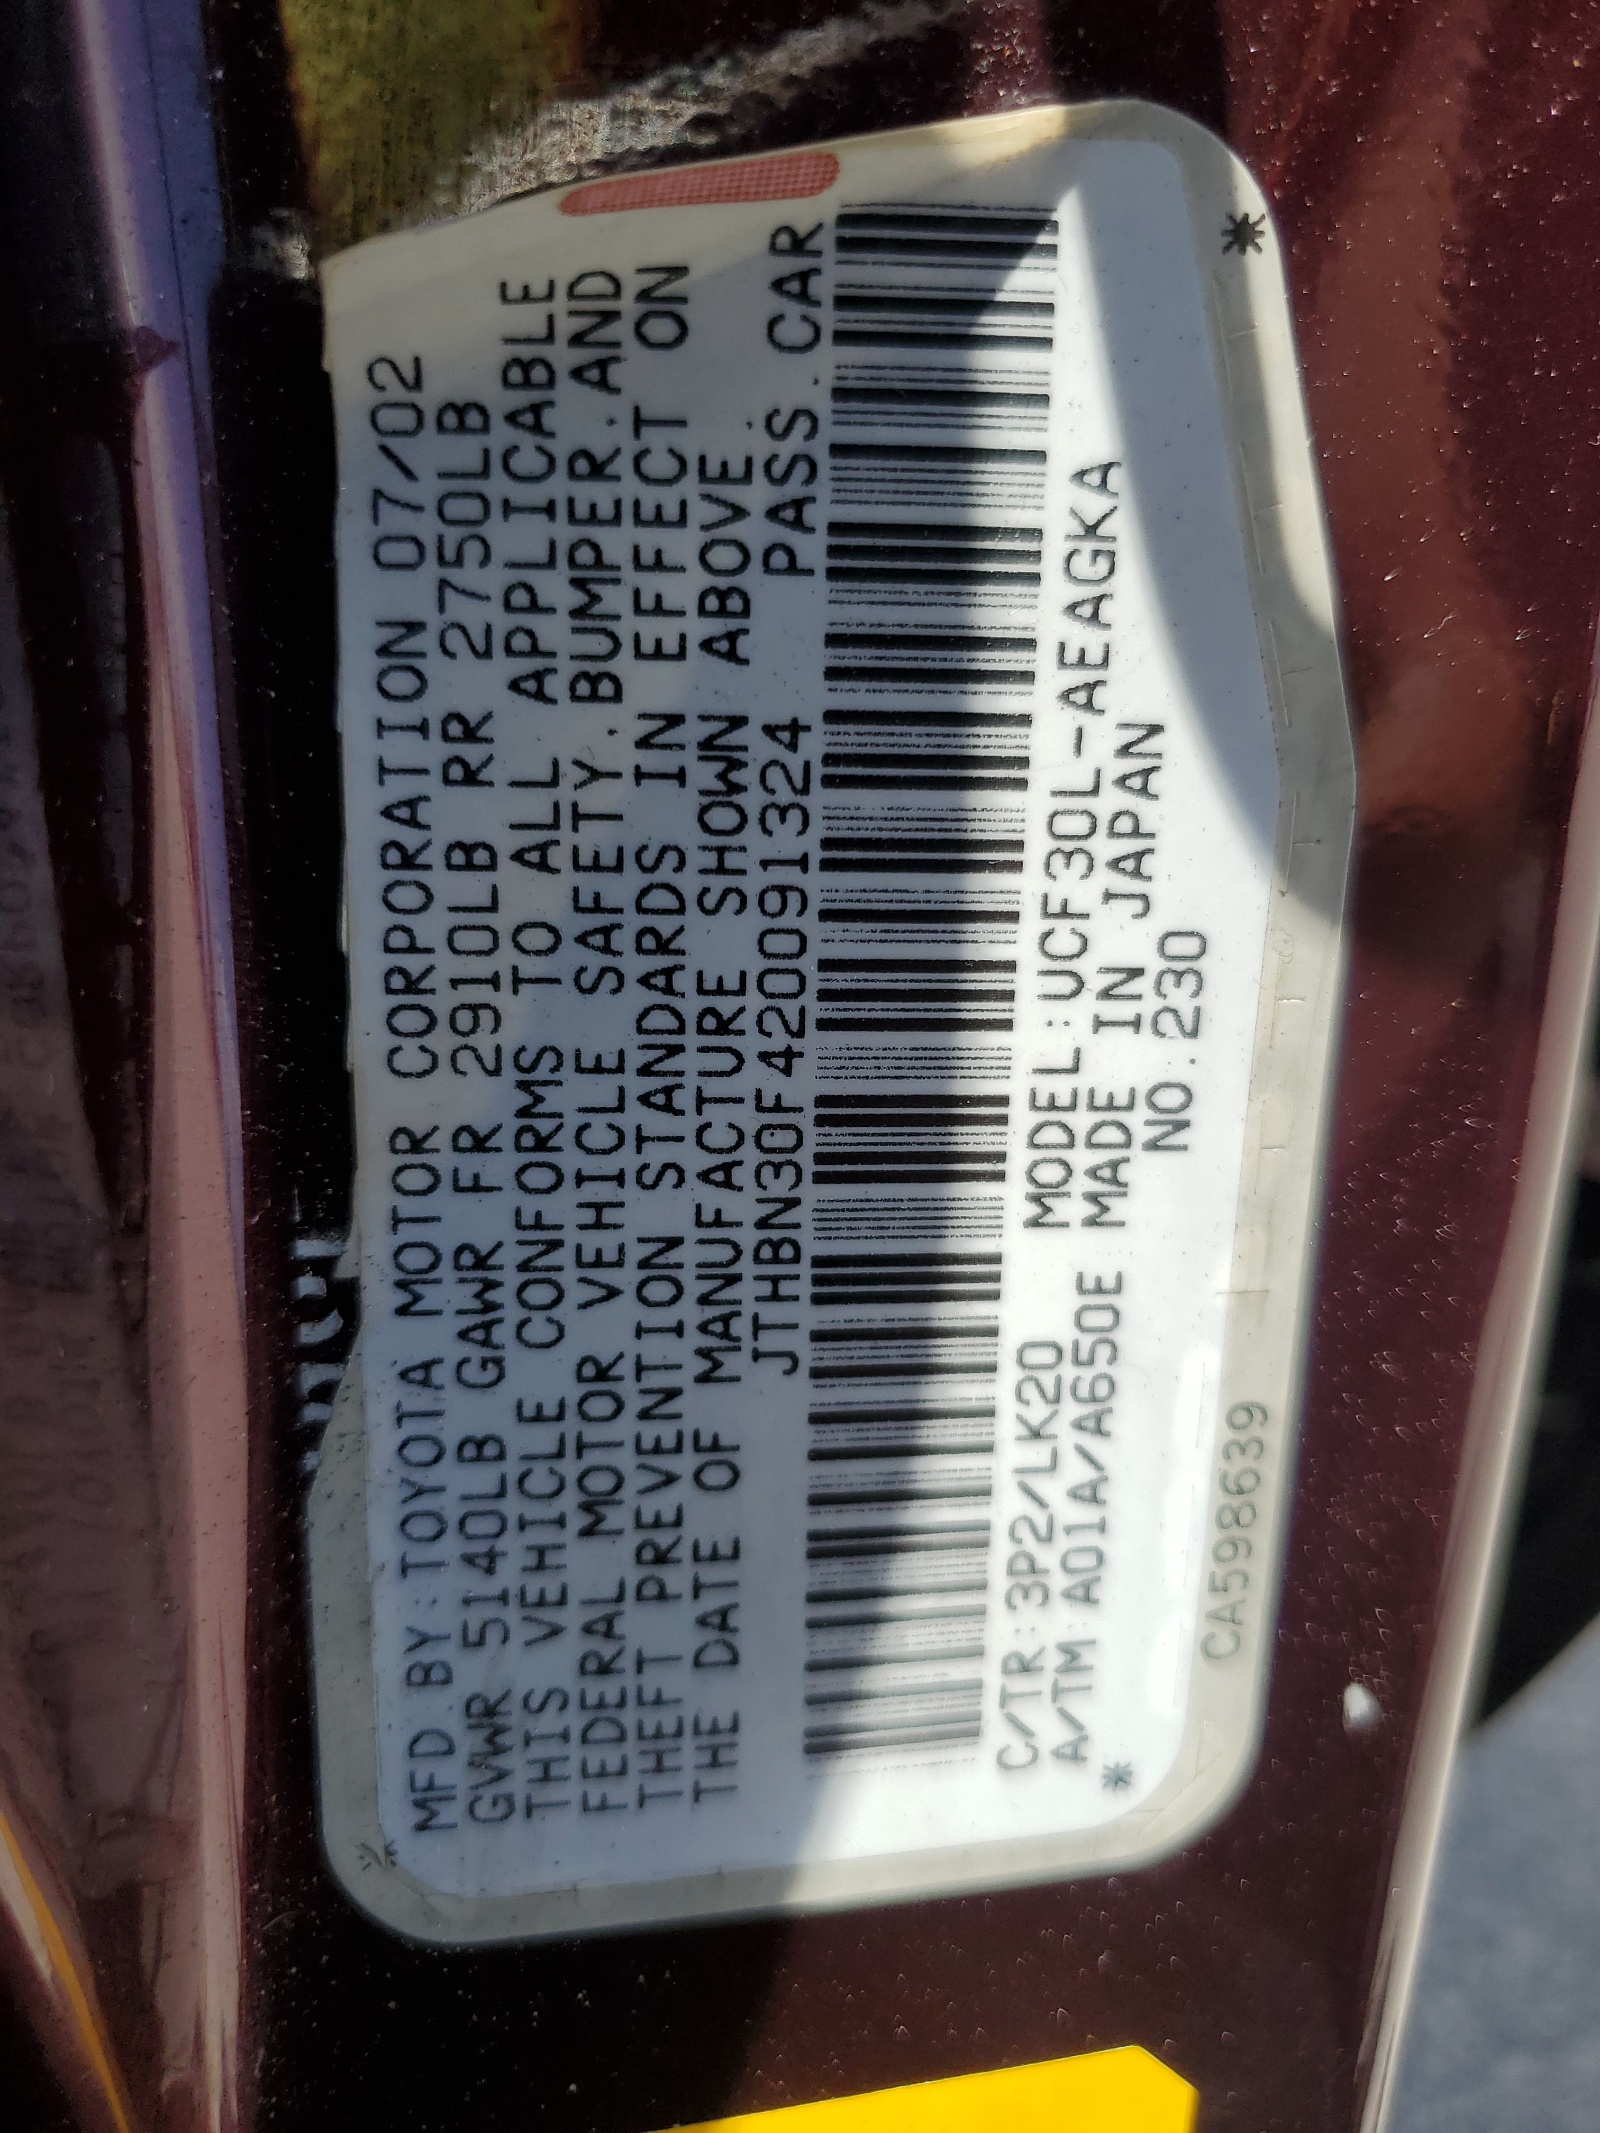 MFD BY:TOYOTA MOTOR CORPORATION 07/02
GVWR 5140LB GAWR FR 2910LB RR 2750LB
THIS VEHICLE CONFORMS TO ALL APPLICABLE
FEDERAL MOTOR VEHICLE SAFETY.BUMPER.AND
THEFT PREVENTION STANDARDS IN EFFECT ON
THE DATE OF MANUFACTURE SHOWN ABOVE.
JTHBN30F420091324 PASS.CAR
C/TR:3P2/LK20 MODEL:UCF30L-AEAGKA
A/TM:A01A/A650E MADE IN JAPAN
NO.230
CA598639